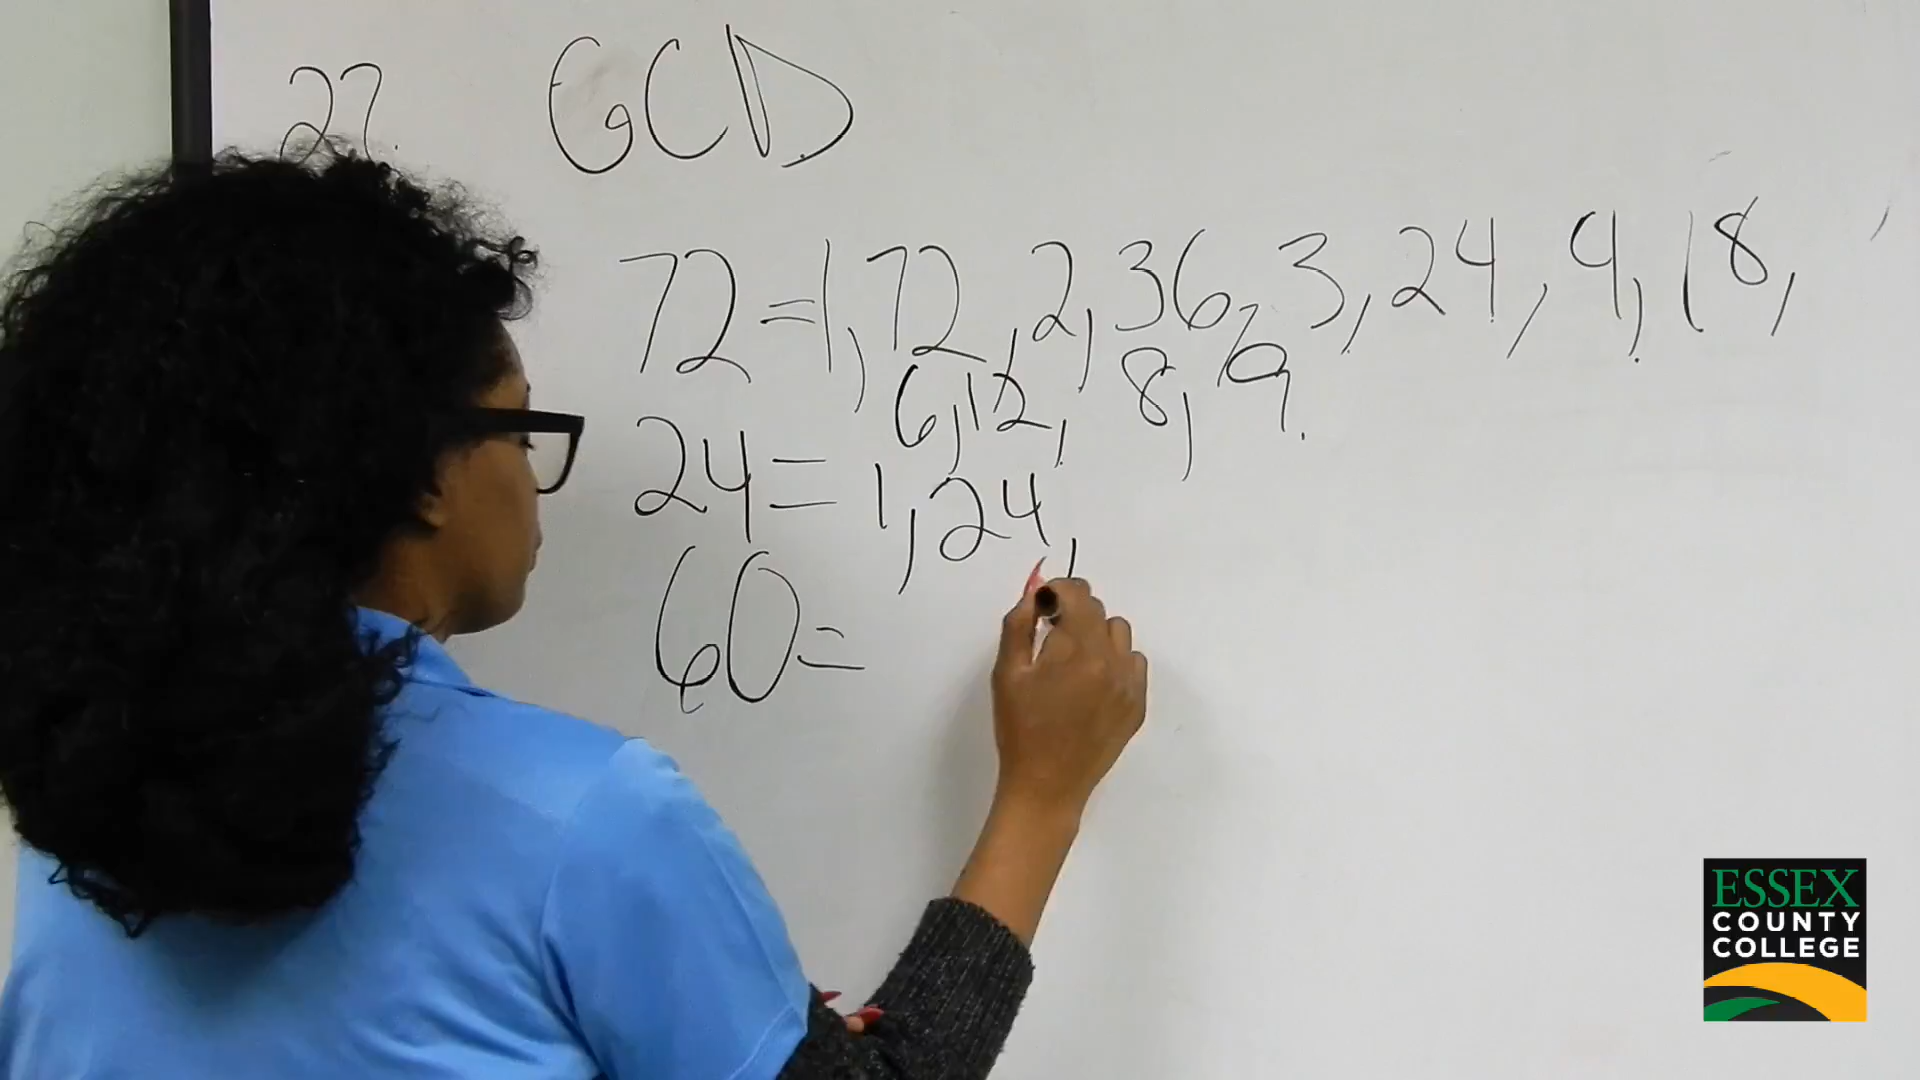 27. GCD
72=1,72,2,36,3,24,4,18,
6,12, 8,9.
24= 1,24,
60=
ESSEX
COUNTY
COLLEGE